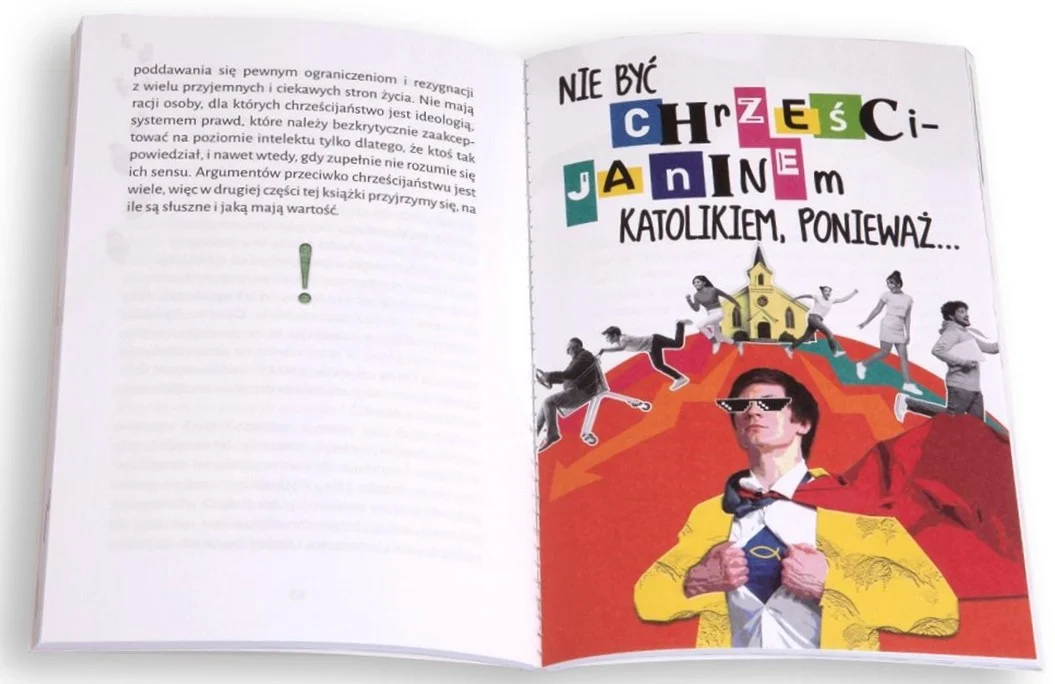 poddawania się pewnym ograniczeniom i rezygnacji
z wielu przyjemnych i ciekawych stron życia. Nie mają
racji osoby, dla których chrześcijaństwo jest ideologią,
systemem prawd, które należy bezkrytycznie zaakcep-
tować na poziomie intelektu tylko dlatego, że ktoś tak
powiedział, i nawet wtedy, gdy zupełnie nie rozumie się
ich sensu. Argumentów przeciwko chrześcijaństwu jest
wiele, więc w drugiej części tej książki przyjrzymy się, na
ile są słuszne i jaką mają wartość.
!
NIE BYĆ
CHrZEŚCi-
JANINEm
KATOLIKIEM, PONIEWAŻ...